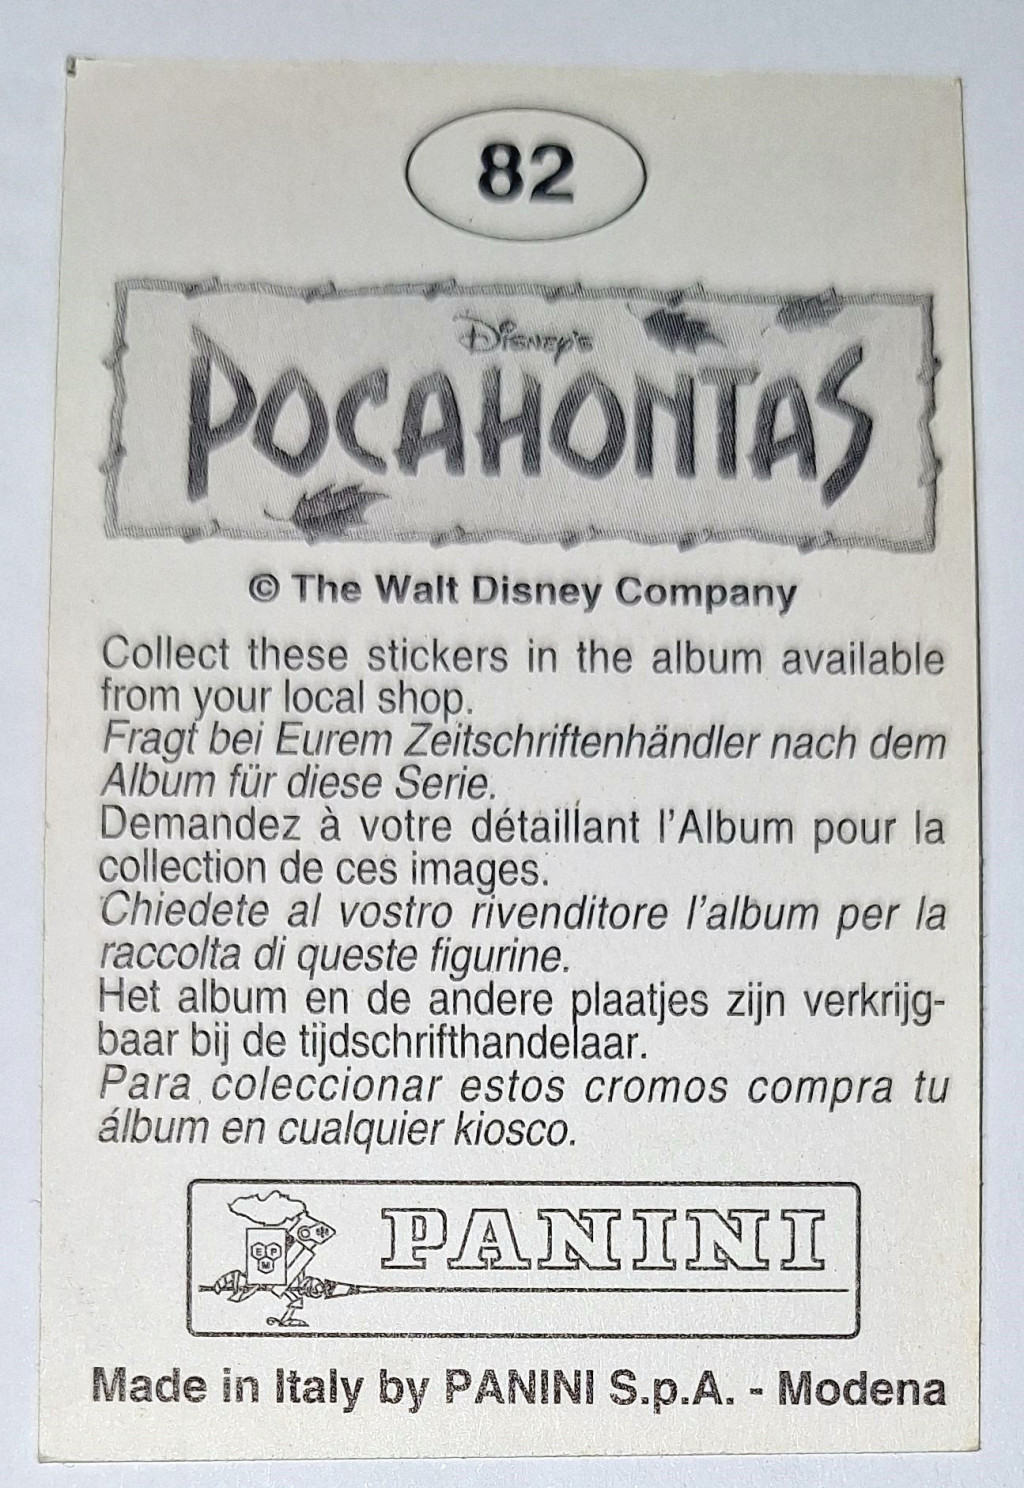 82
Disney's
POCAHONTAS
© The Walt Disney Company
Collect these stickers in the album available
from your local shop.
Fragt bei Eurem Zeitschriftenhändler nach dem
Album für diese Serie.
Demandez à votre détaillant l'Album pour la
collection de ces images.
Chiedete al vostro rivenditore l'album per la
raccolta di queste figurine.
Het album en de andere plaatjes zijn verkrijg-
baar bij de tijdschrifthandelaar.
Para coleccionar estos cromos compra tu
álbum en cualquier kiosco.
E P
M
PANINI
Made in Italy by PANINI S.p.A. - Modena